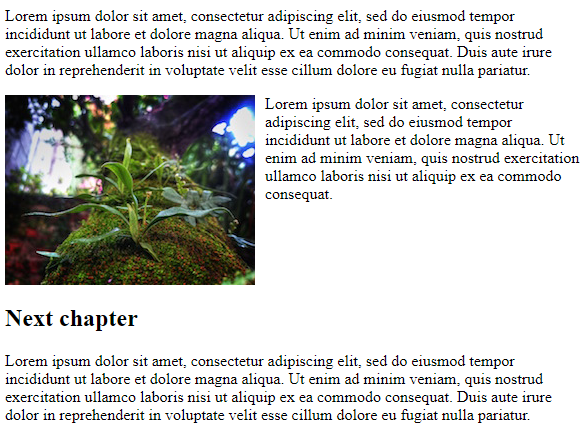 Lorem ipsum dolor sit amet, consectetur adipiscing elit, sed do eiusmod tempor
incididunt ut labore et dolore magna aliqua. Ut enim ad minim veniam, quis nostrud
exercitation ullamco laboris nisi ut aliquip ex ea commodo consequat. Duis aute irure
dolor in reprehenderit in voluptate velit esse cillum dolore eu fugiat nulla pariatur.
Lorem ipsum dolor sit amet, consectetur
adipiscing elit, sed do eiusmod tempor
incididunt ut labore et dolore magna aliqua. Ut
enim ad minim veniam, quis nostrud exercitation
ullamco laboris nisi ut aliquip ex ea commodo
consequat.
Next chapter
Lorem ipsum dolor sit amet, consectetur adipiscing elit, sed do eiusmod tempor
incididunt ut labore et dolore magna aliqua. Ut enim ad minim veniam, quis nostrud
exercitation ullamco laboris nisi ut aliquip ex ea commodo consequat. Duis aute irure
dolor in reprehenderit in voluptate velit esse cillum dolore eu fugiat nulla pariatur.